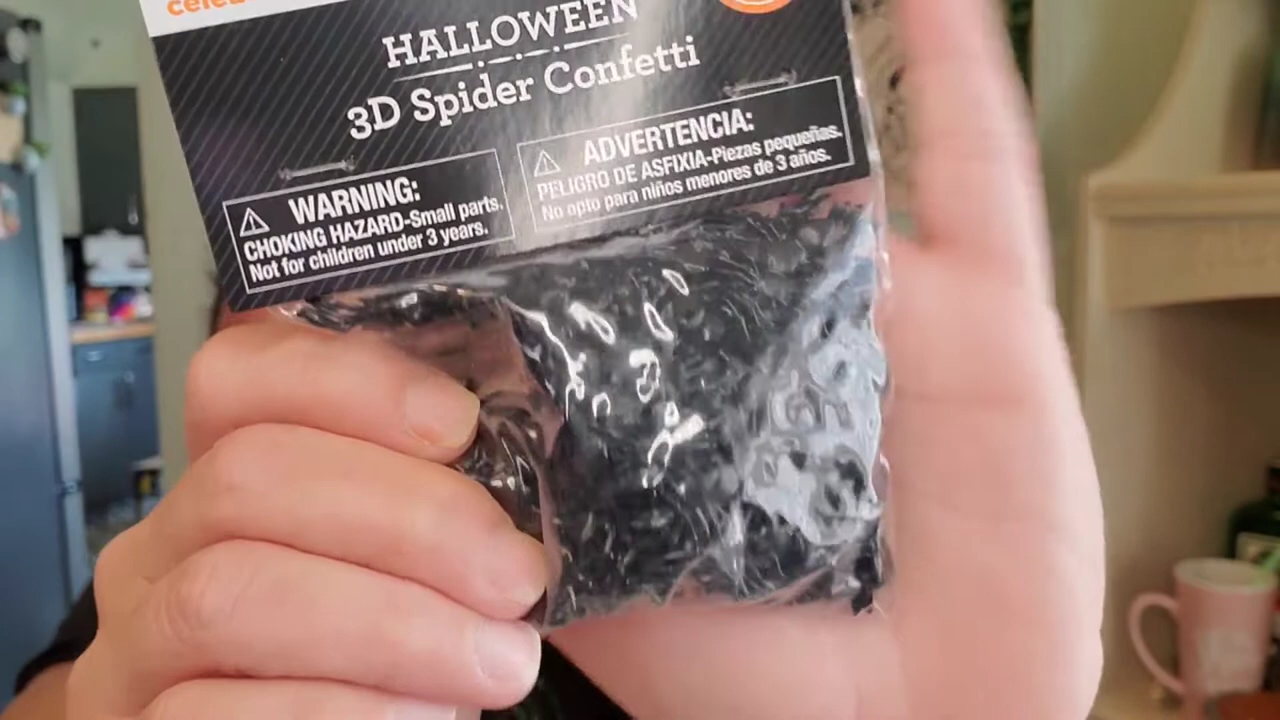 HALLOWEEN
3D Spider Confetti
WARNING:
CHOKING HAZARD-Small parts.
Not for children under 3 years.
ADVERTENCIA:
PELIGRO DE ASFIXIA-Piezas pequeñas.
No opto para niños menores de 3 años.